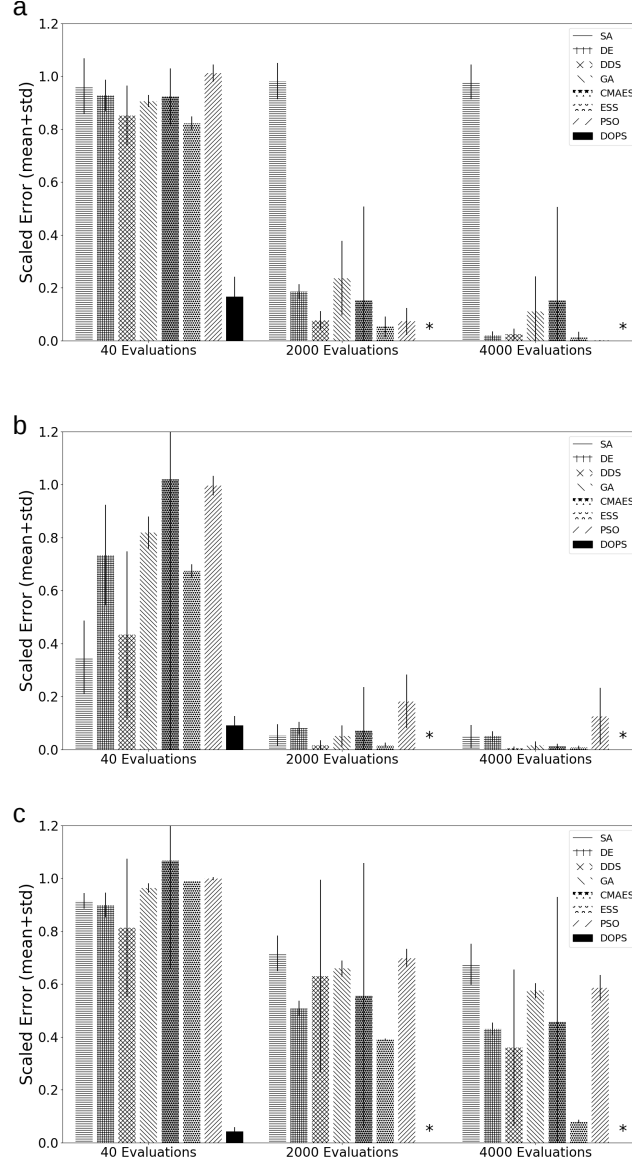 a
Scaled Error (mean+std)
1.2
1.0
0.8
0.6
0.4
0.2
0.0
SA
DE
DDS
GA
CMAES
ESS
PSO
DOPS
*
*
40 Evaluations
2000 Evaluations
4000 Evaluations
b
Scaled Error (mean+std)
1.2
1.0
0.8
0.6
0.4
0.2
0.0
SA
DE
DDS
GA
CMAES
ESS
PSO
DOPS
*
*
40 Evaluations
2000 Evaluations
4000 Evaluations
c
Scaled Error (mean+std)
1.2
1.0
0.8
0.6
0.4
0.2
0.0
SA
DE
DDS
GA
CMAES
ESS
PSO
DOPS
*
*
40 Evaluations
2000 Evaluations
4000 Evaluations